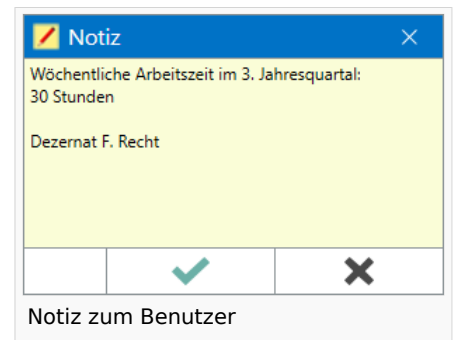 Notiz
Wöchentliche Arbeitszeit im 3. Jahresquartal:
30 Stunden
Dezernat F. Recht
Notiz zum Benutzer